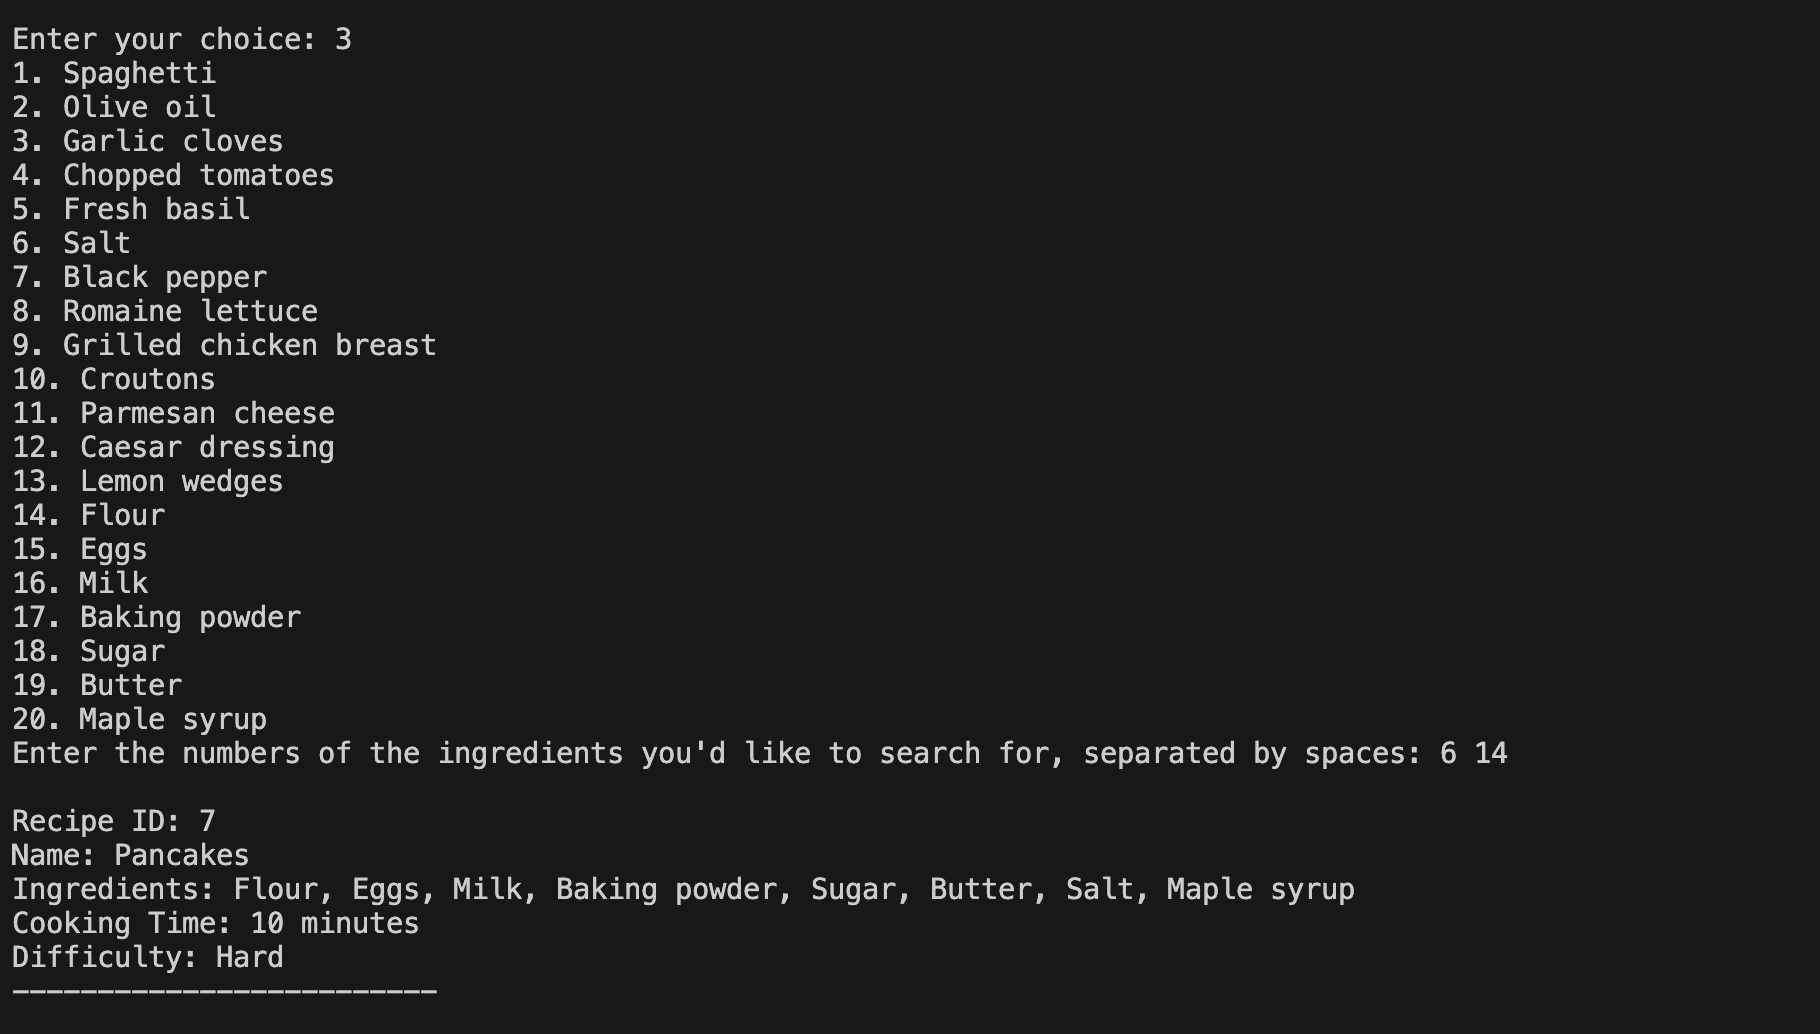 Enter your choice: 3
1. Spaghetti
2. Olive oil
3. Garlic cloves
4. Chopped tomatoes
5. Fresh basil
6. Salt
7. Black pepper
8. Romaine lettuce
9. Grilled chicken breast
10. Croutons
11. Parmesan cheese
12. Caesar dressing
13. Lemon wedges
14. Flour
15. Eggs
16. Milk
17. Baking powder
18. Sugar
19. Butter
20. Maple syrup
Enter the numbers of the ingredients you'd like to search for, separated by spaces: 6 14
Recipe ID: 7
Name: Pancakes
Ingredients: Flour, Eggs, Milk, Baking powder, Sugar, Butter, Salt, Maple syrup
Cooking Time: 10 minutes
Difficulty: Hard
-------------------------